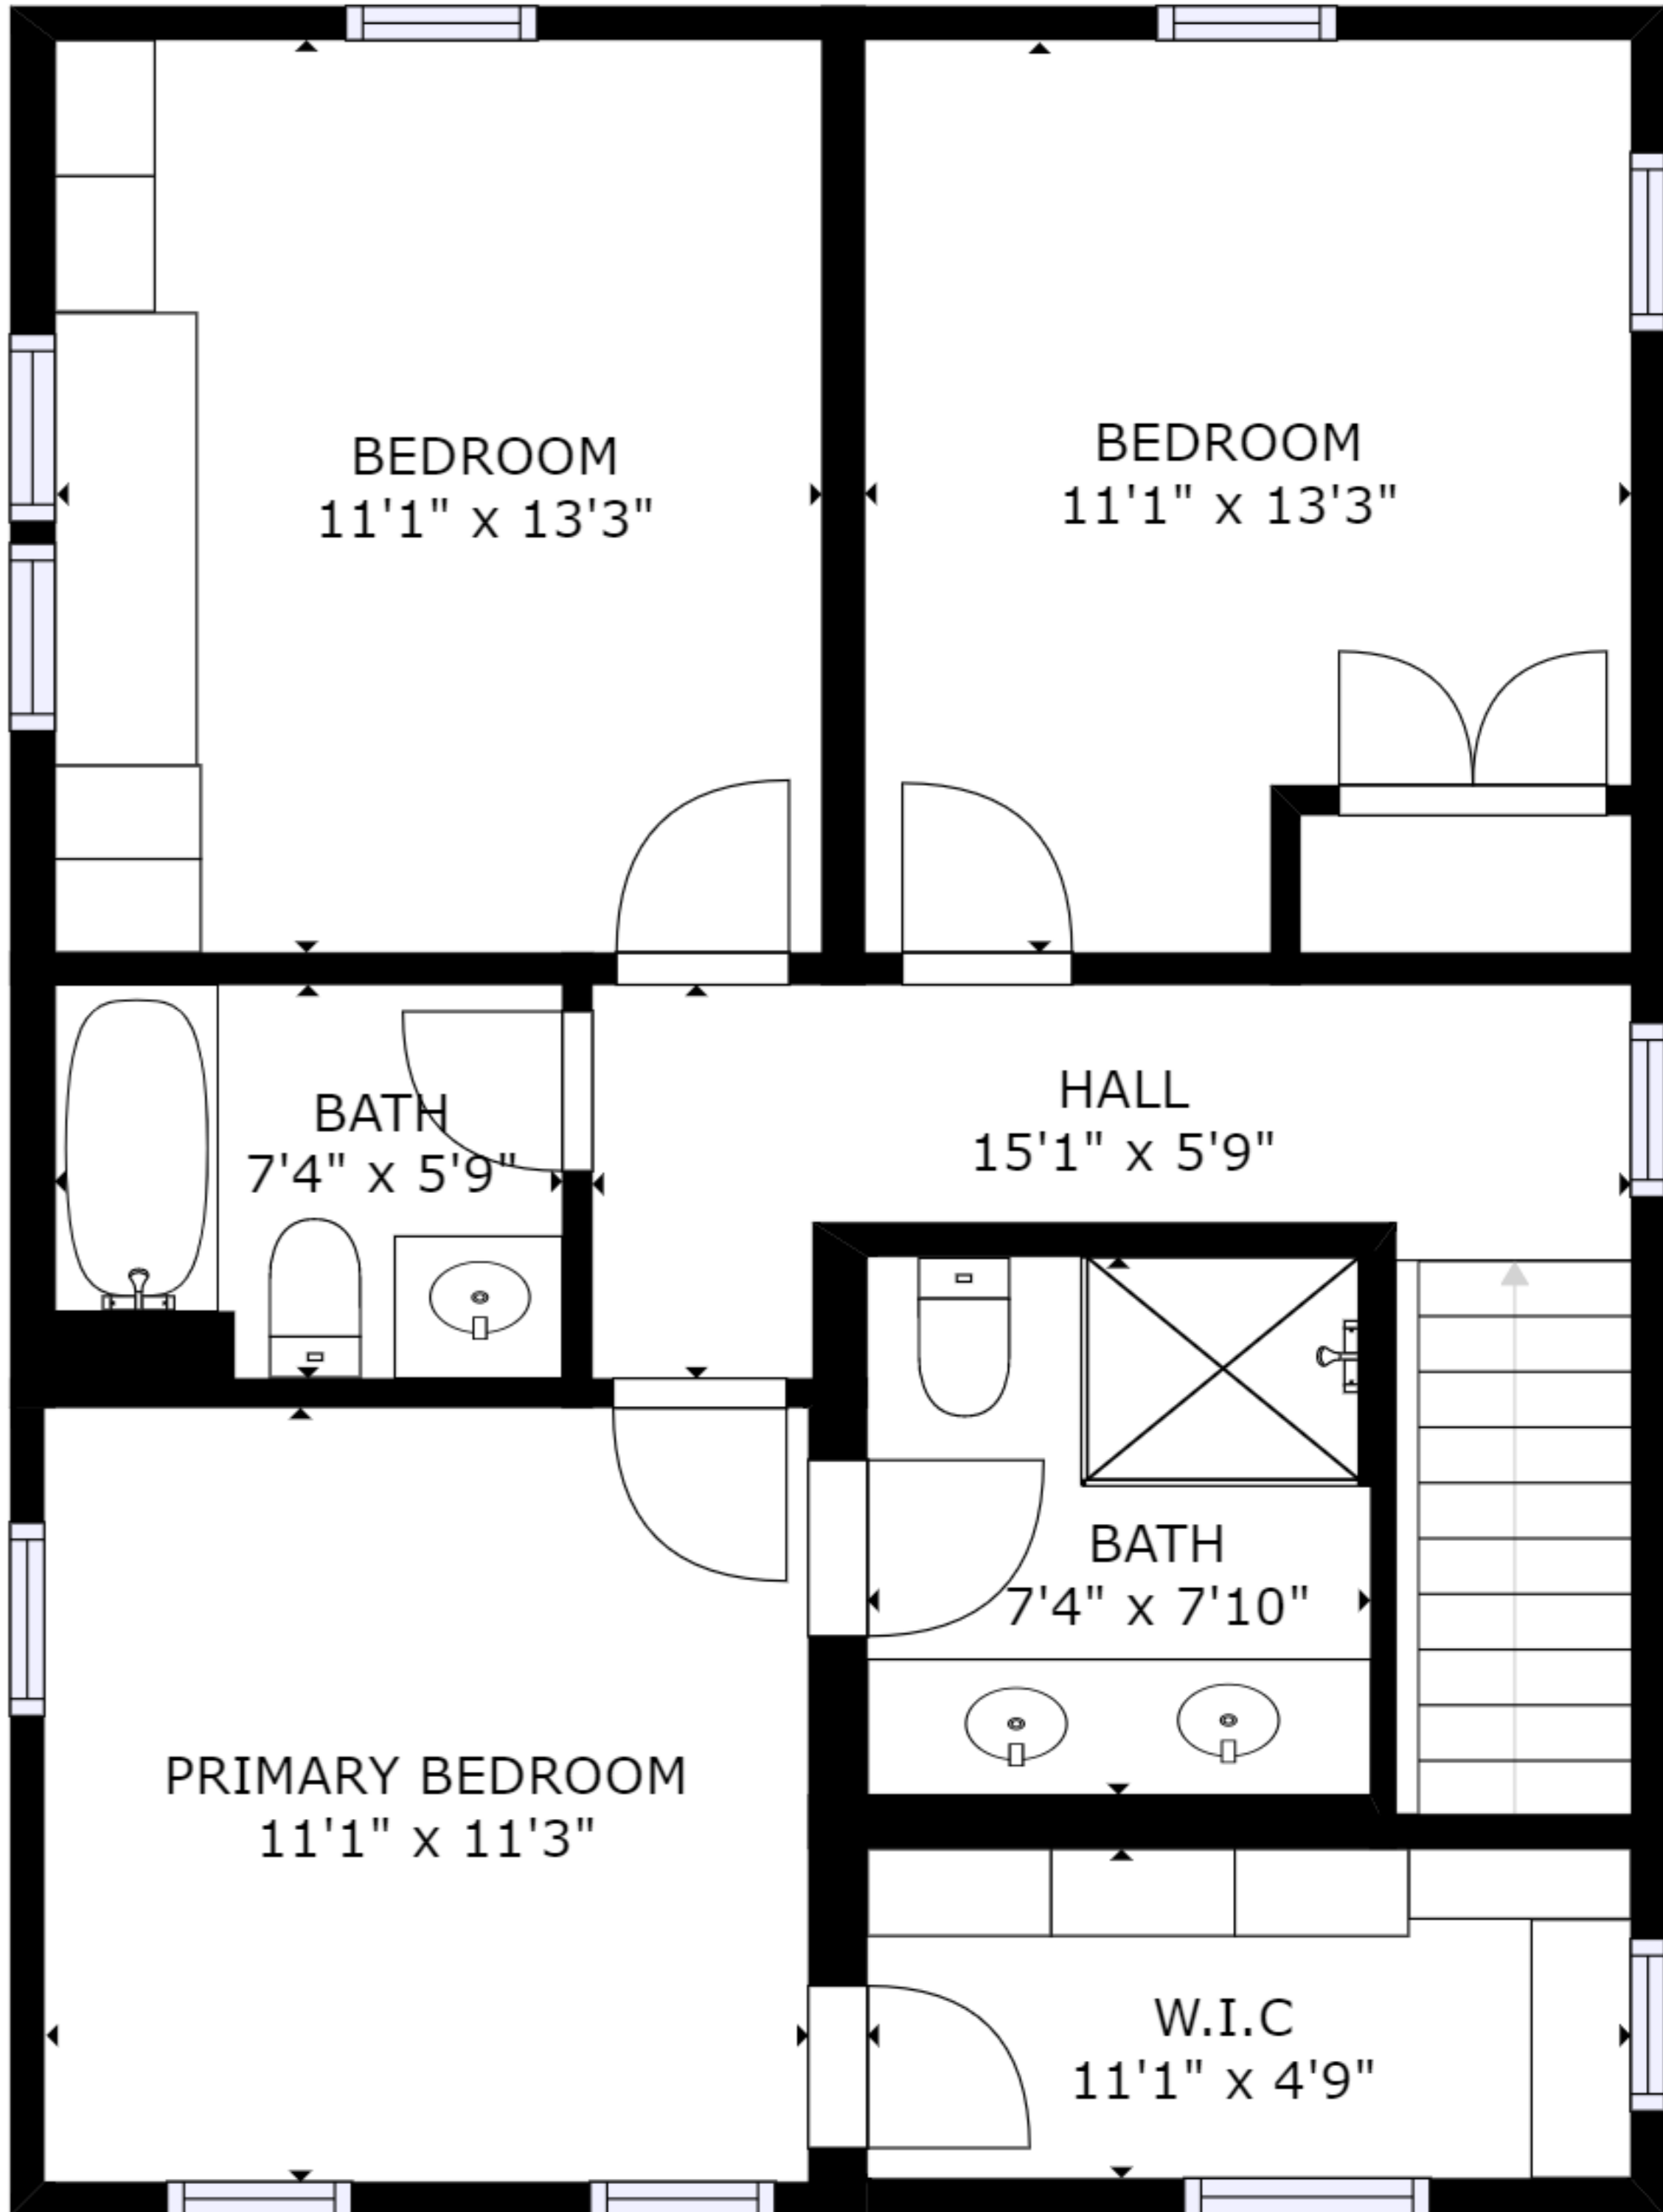 BEDROOM
11'1" x 13'3"
BEDROOM
11'1" x 13'3"
BATH
7'4" x 5'9"
HALL
15'1" x 5'9"
BATH
7'4" x 7'10"
PRIMARY BEDROOM
11'1" x 11'3"
W.I.C
11'1" x 4'9"